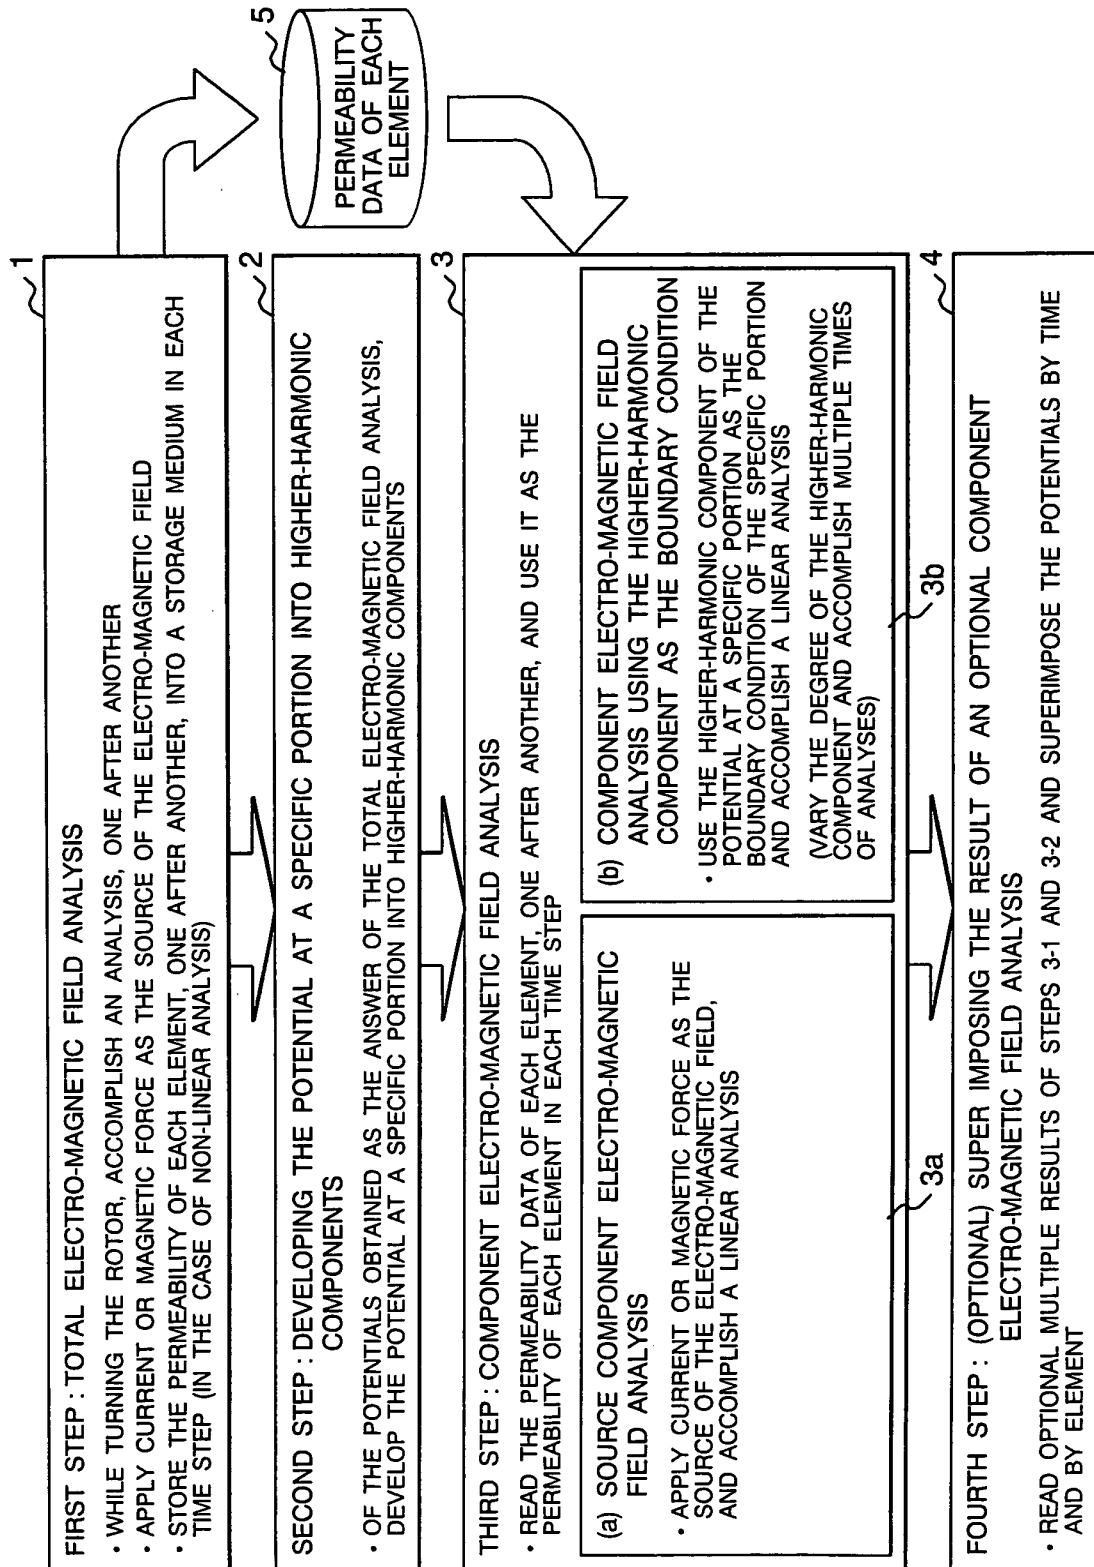 1
FIRST STEP : TOTAL ELECTRO-MAGNETIC FIELD ANALYSIS
• WHILE TURNING THE ROTOR, ACCOMPLISH AN ANALYSIS, ONE AFTER ANOTHER
• APPLY CURRENT OR MAGNETIC FORCE AS THE SOURCE OF THE ELECTRO-MAGNETIC FIELD
• STORE THE PERMEABILITY OF EACH ELEMENT, ONE AFTER ANOTHER, INTO A STORAGE MEDIUM IN EACH
TIME STEP (IN THE CASE OF NON-LINEAR ANALYSIS)
5
PERMEABILITY
DATA OF EACH
ELEMENT
2
SECOND STEP : DEVELOPING THE POTENTIAL AT A SPECIFIC PORTION INTO HIGHER-HARMONIC
COMPONENTS
• OF THE POTENTIALS OBTAINED AS THE ANSWER OF THE TOTAL ELECTRO-MAGNETIC FIELD ANALYSIS,
DEVELOP THE POTENTIAL AT A SPECIFIC PORTION INTO HIGHER-HARMONIC COMPONENTS
3
THIRD STEP : COMPONENT ELECTRO-MAGNETIC FIELD ANALYSIS
• READ THE PERMEABILITY DATA OF EACH ELEMENT, ONE AFTER ANOTHER, AND USE IT AS THE
PERMEABILITY OF EACH ELEMENT IN EACH TIME STEP
(a) SOURCE COMPONENT ELECTRO-MAGNETIC
FIELD ANALYSIS
• APPLY CURRENT OR MAGNETIC FORCE AS THE
SOURCE OF THE ELECTRO-MAGNETIC FIELD,
AND ACCOMPLISH A LINEAR ANALYSIS
3a
(b) COMPONENT ELECTRO-MAGNETIC FIELD
ANALYSIS USING THE HIGHER-HARMONIC
COMPONENT AS THE BOUNDARY CONDITION
• USE THE HIGHER-HARMONIC COMPONENT OF THE
POTENTIAL AT A SPECIFIC PORTION AS THE
BOUNDARY CONDITION OF THE SPECIFIC PORTION
AND ACCOMPLISH A LINEAR ANALYSIS
(VARY THE DEGREE OF THE HIGHER-HARMONIC
COMPONENT AND ACCOMPLISH MULTIPLE TIMES
OF ANALYSES)
3b
4
FOURTH STEP : (OPTIONAL) SUPER IMPOSING THE RESULT OF AN OPTIONAL COMPONENT
ELECTRO-MAGNETIC FIELD ANALYSIS
• READ OPTIONAL MULTIPLE RESULTS OF STEPS 3-1 AND 3-2 AND SUPERIMPOSE THE POTENTIALS BY TIME
AND BY ELEMENT